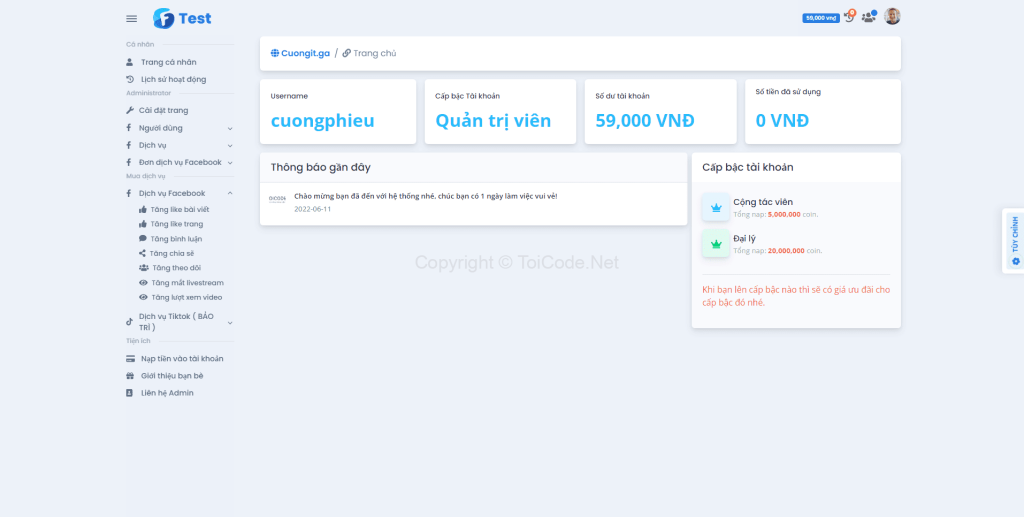 Test
59,000 vnđ
Cá nhân
Trang cá nhân
Lịch sử hoạt động
Administrator
Cài đặt trang
Người dùng
Dịch vụ
Đơn dịch vụ Facebook
Mua dịch vụ
Dịch vụ Facebook
Tăng like bài viết
Tăng like trang
Tăng bình luận
Tăng chia sẻ
Tăng theo dõi
Tăng mắt livestream
Tăng lượt xem video
Dịch vụ Tiktok ( BẢO
TRÌ )
Tiện ích
Nạp tiền vào tài khoản
Giới thiệu bạn bè
Liên hệ Admin
Cuongit.ga / Trang chủ
Username
cuongphieu
Cấp bậc Tài khoản
Quản trị viên
Số dư tài khoản
59,000 VNĐ
Số tiền đã sử dụng
0 VNĐ
Thông báo gần đây
Chào mừng bạn đã đến với hệ thống nhé, chúc bạn có 1 ngày làm việc vui vẻ!
2022-06-11
Cấp bậc tài khoản
Cộng tác viên
Tổng nạp: 5,000,000 coin.
Đại lý
Tổng nạp: 20,000,000 coin.
Khi bạn lên cấp bậc nào thì sẽ có giá ưu đãi cho
cấp bậc đó nhé.
Copyright © ToiCode.Net
TÙY CHỈNH